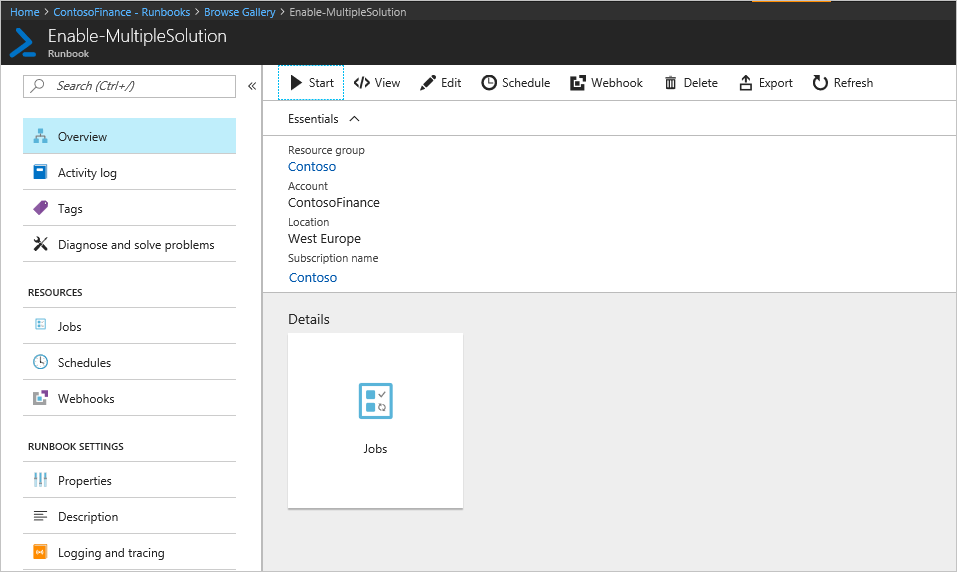 Home > ContosoFinance - Runbooks > Browse Gallery > Enable-MultipleSolution
Enable-MultipleSolution
Runbook
Search (Ctrl+/)
«
Overview
Activity log
Tags
Diagnose and solve problems
RESOURCES
Jobs
Schedules
Webhooks
RUNBOOK SETTINGS
Properties
Description
Logging and tracing
Start </> View Edit Schedule Webhook Delete Export Refresh
Essentials
Resource group
Contoso
Account
ContosoFinance
Location
West Europe
Subscription name
Contoso
Details
Jobs